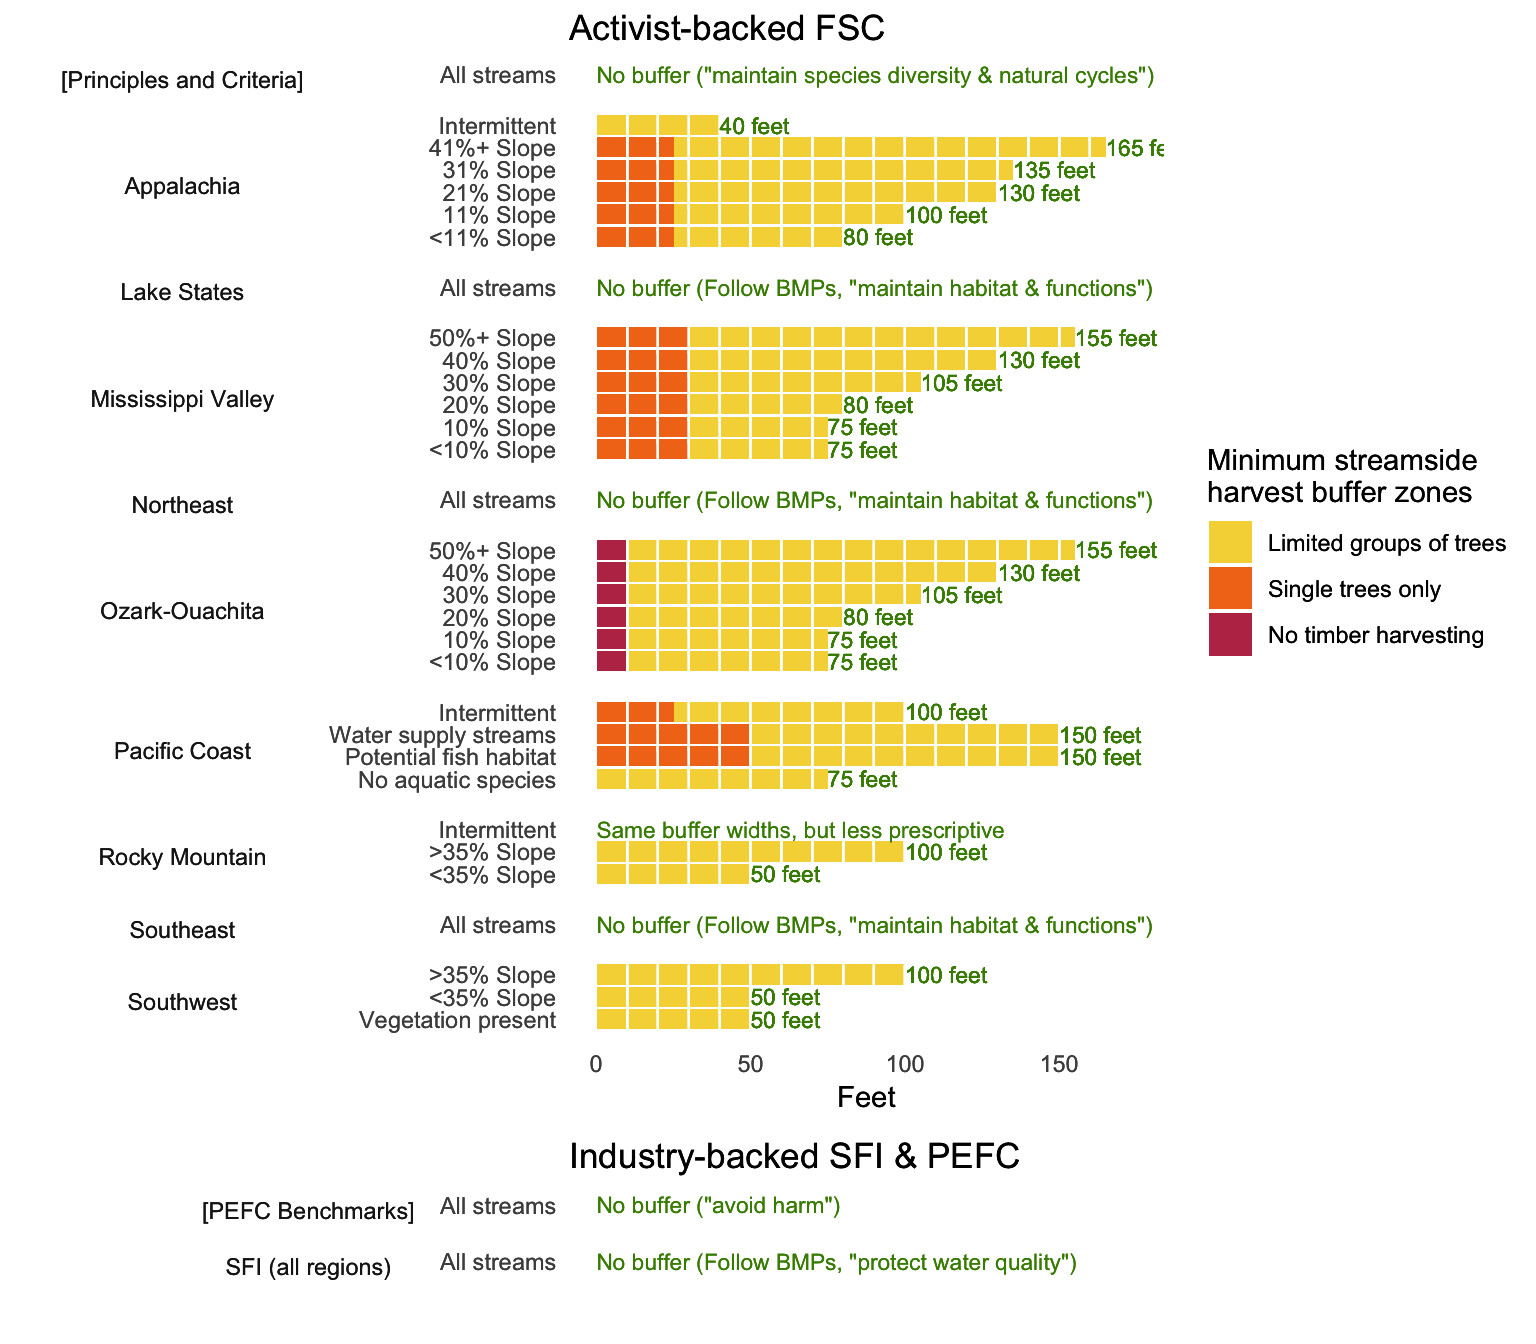 Activist-backed FSC
[Principles and Criteria]
All streams No buffer ("maintain species diversity & natural cycles")
Appalachia
Intermittent 40 feet
41%+ Slope 165 fe
31% Slope 135 feet
21% Slope 130 feet
11% Slope 100 feet
<11% Slope 80 feet
Lake States
All streams No buffer (Follow BMPs, "maintain habitat & functions")
Mississippi Valley
50%+ Slope 155 feet
40% Slope 130 feet
30% Slope 105 feet
20% Slope 80 feet
10% Slope 75 feet
<10% Slope 75 feet
Northeast
All streams No buffer (Follow BMPs, "maintain habitat & functions")
Ozark-Ouachita
50%+ Slope 155 feet
40% Slope 130 feet
30% Slope 105 feet
20% Slope 80 feet
10% Slope 75 feet
<10% Slope 75 feet
Pacific Coast
Intermittent 100 feet
Water supply streams 150 feet
Potential fish habitat 150 feet
No aquatic species 75 feet
Rocky Mountain
Intermittent Same buffer widths, but less prescriptive
>35% Slope 100 feet
<35% Slope 50 feet
Southeast
All streams No buffer (Follow BMPs, "maintain habitat & functions")
Southwest
>35% Slope 100 feet
<35% Slope 50 feet
Vegetation present 50 feet
0 50 100 150
Feet
Minimum streamside
harvest buffer zones
Limited groups of trees
Single trees only
No timber harvesting
Industry-backed SFI & PEFC
[PEFC Benchmarks] All streams No buffer ("avoid harm")
SFI (all regions) All streams No buffer (Follow BMPs, "protect water quality")